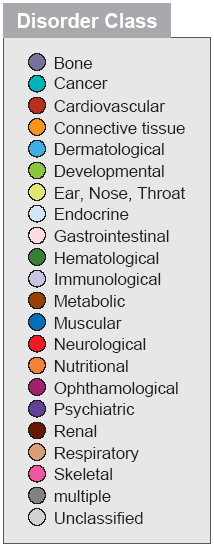 Disorder Class
Bone
Cancer
Cardiovascular
Connective tissue
Dermatological
Developmental
Ear, Nose, Throat
Endocrine
Gastrointestinal
Hematological
Immunological
Metabolic
Muscular
Neurological
Nutritional
Ophthamological
Psychiatric
Renal
Respiratory
Skeletal
multiple
Unclassified